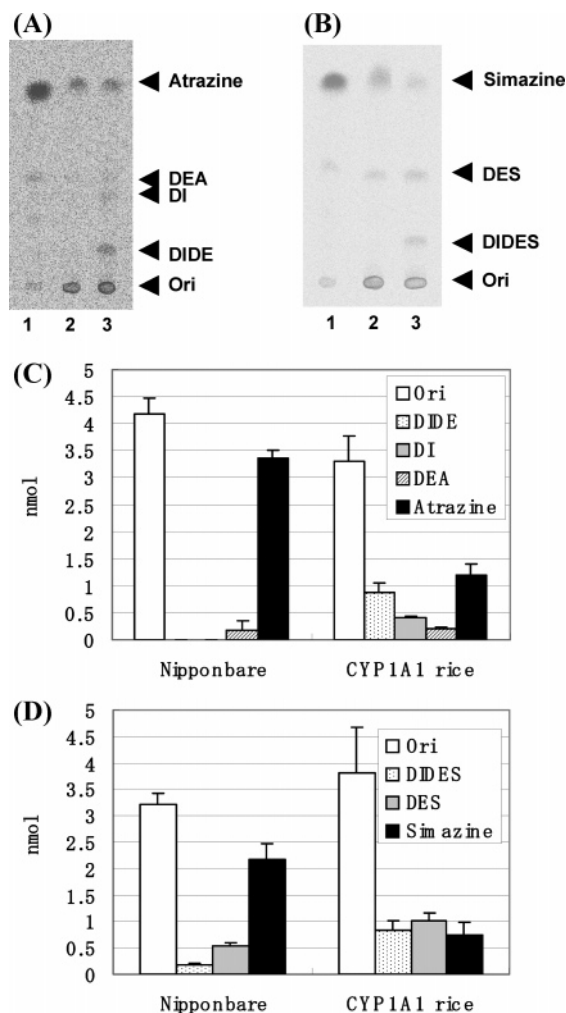 (A)
Atrazine
DEA
DI
DIDE
Ori
1 2 3
(B)
Simazine
DES
DIDES
Ori
1 2 3
(C)
5
4.5
4
3.5
3
2.5
2
1.5
1
0.5
0
nmol
Ori
DIDE
DI
DEA
Atrazine
Nipponbare CYP1A1 rice
(D)
5
4.5
4
3.5
3
2.5
2
1.5
1
0.5
0
nmol
Ori
DIDES
DES
Simazine
Nipponbare CYP1A1 rice